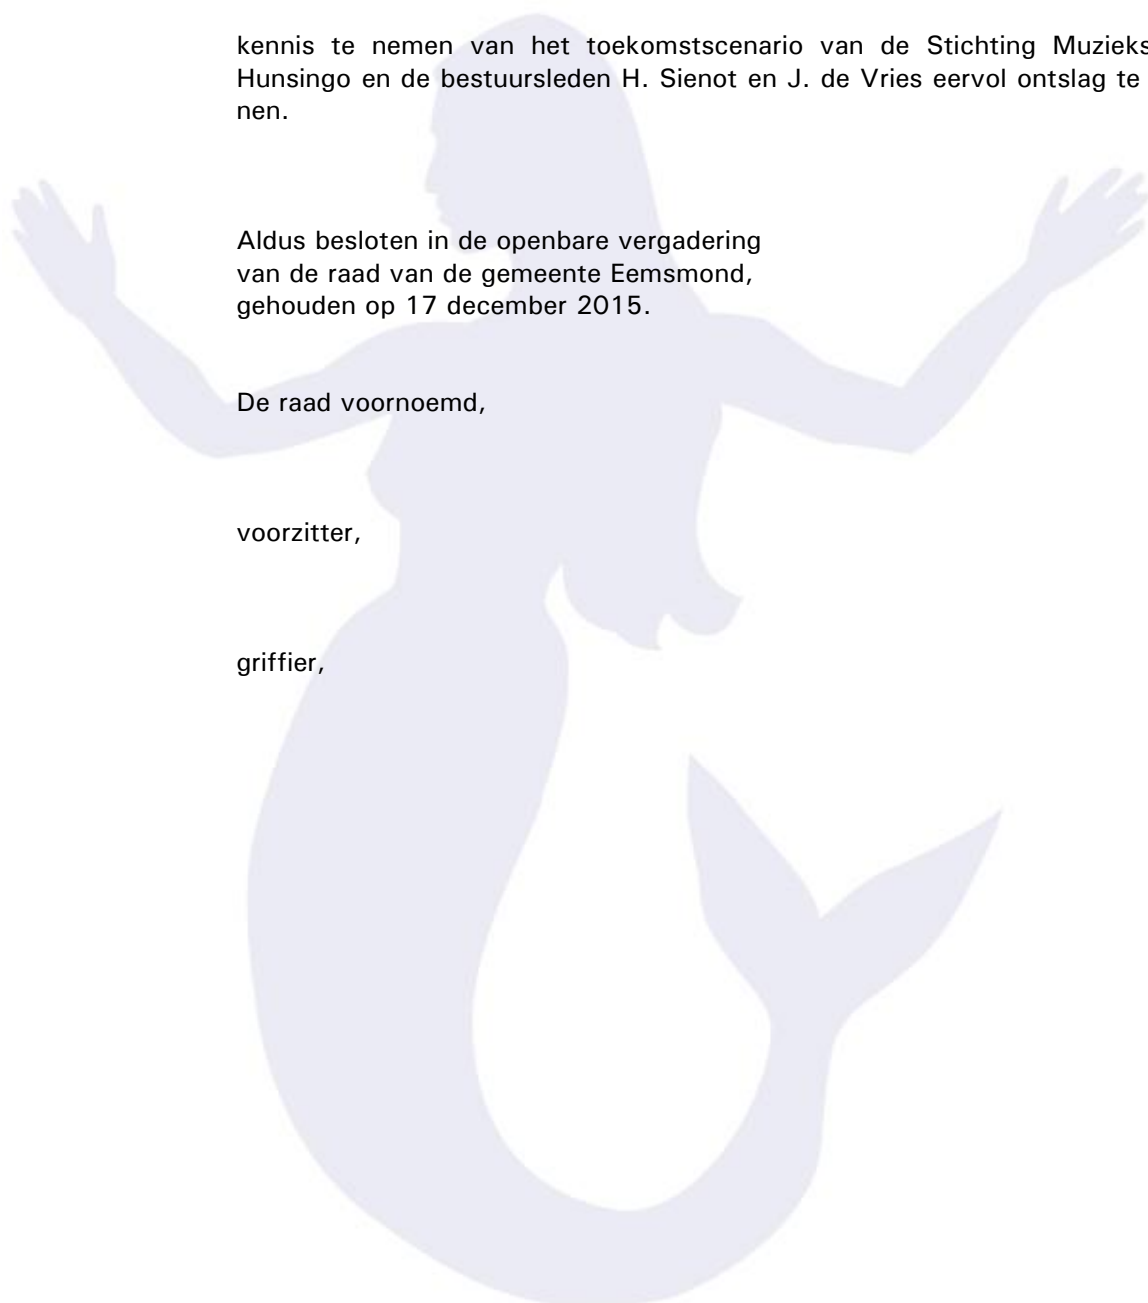 kennis te nemen van het toekomstscenario van de Stichting Muzieks
Hunsingo en de bestuursleden H. Sienot en J. de Vries eervol ontslag te
nen.
Aldus besloten in de openbare vergadering
van de raad van de gemeente Eemsmond,
gehouden op 17 december 2015.
De raad voornoemd,
voorzitter,
griffier,